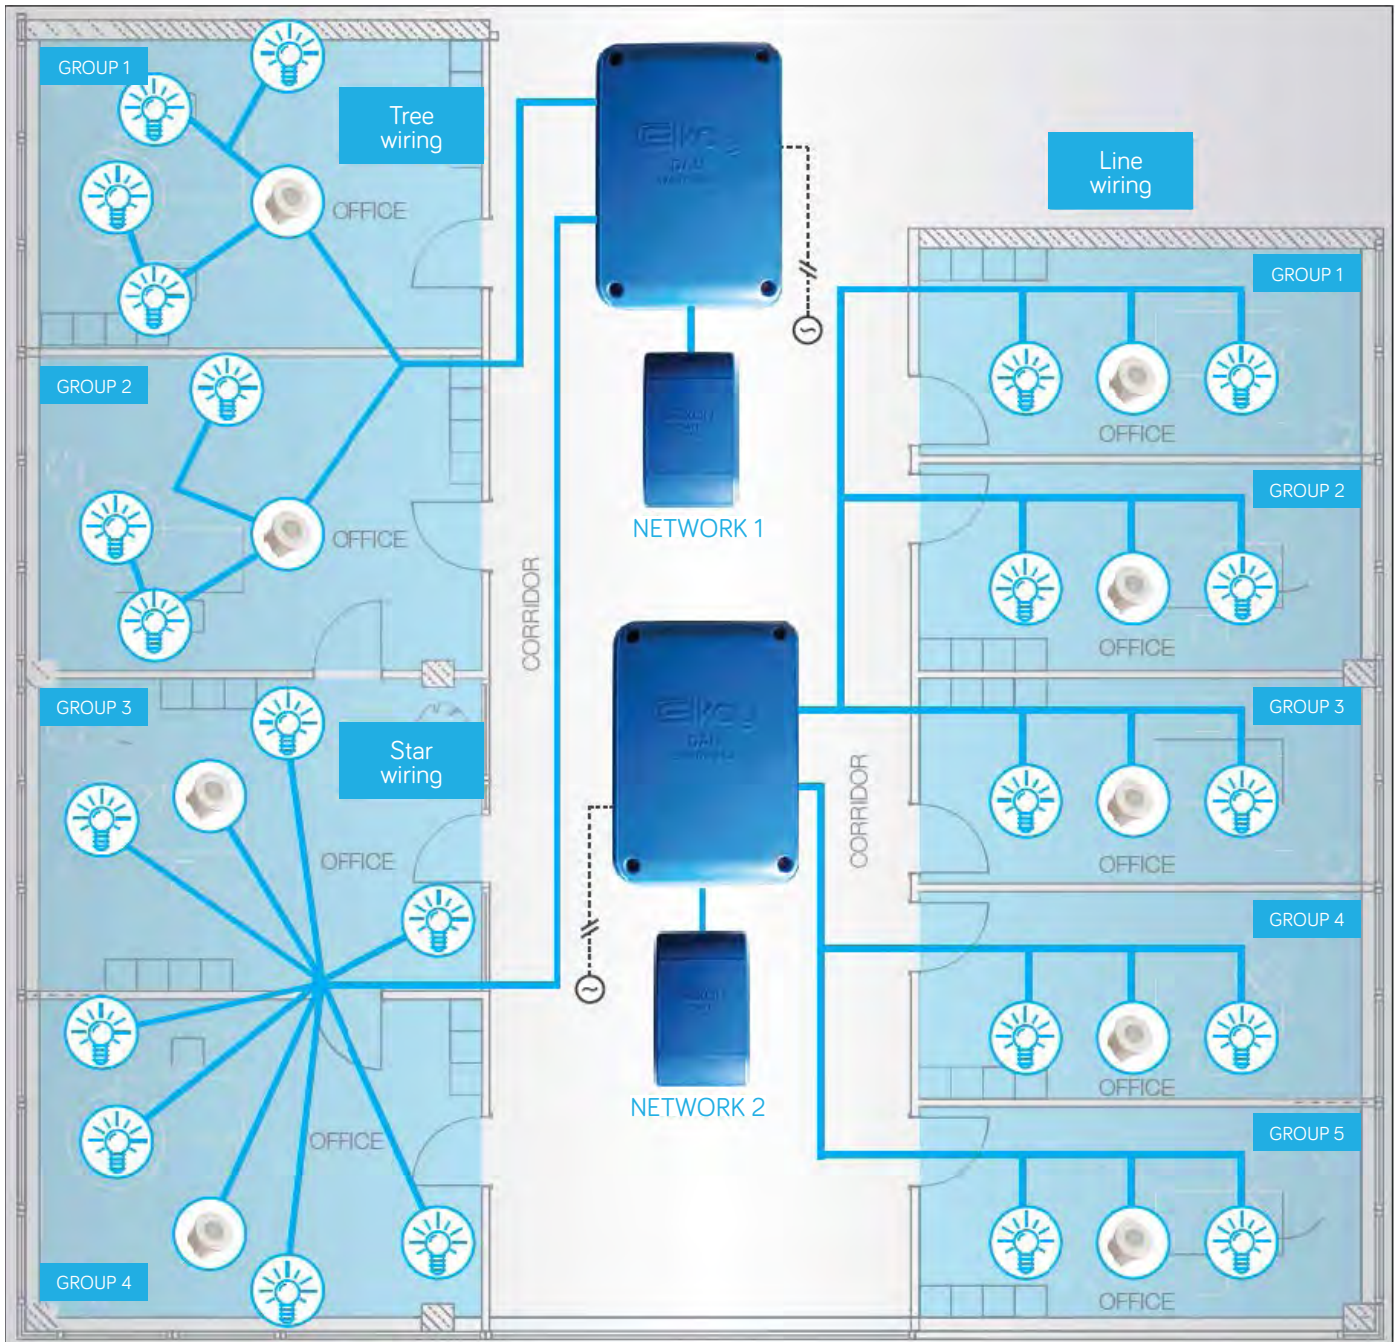 GROUP 1
Tree
wiring
OFFICE
Line
wiring
GROUP 1
OFFICE
GROUP 2
OFFICE
NETWORK 1
GROUP 2
OFFICE
CORRIDOR
GROUP 3
Star
wiring
OFFICE
GROUP 3
OFFICE
CORRIDOR
GROUP 4
OFFICE
NETWORK 2
OFFICE
GROUP 4
GROUP 5
OFFICE